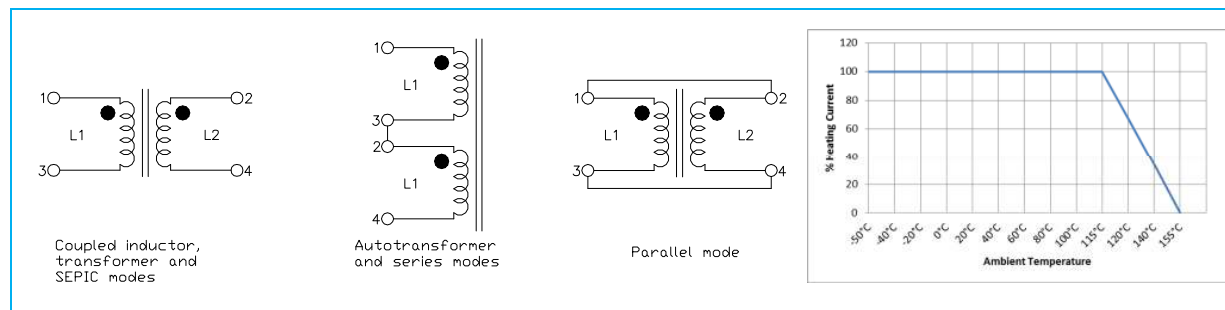 1
2
L1
L2
3
4
Coupled inductor,
transformer and
SEPIC modes
1
L1
3
2
L1
4
Autotransformer
and series modes
1
2
L1
L2
3
4
Parallel mode
120
100
80
60
40
20
0
% Heating Current
-50°C
-40°C
-20°C
0°C
20°C
40°C
60°C
80°C
100°C
115°C
120°C
140°C
155°C
Ambient Temperature